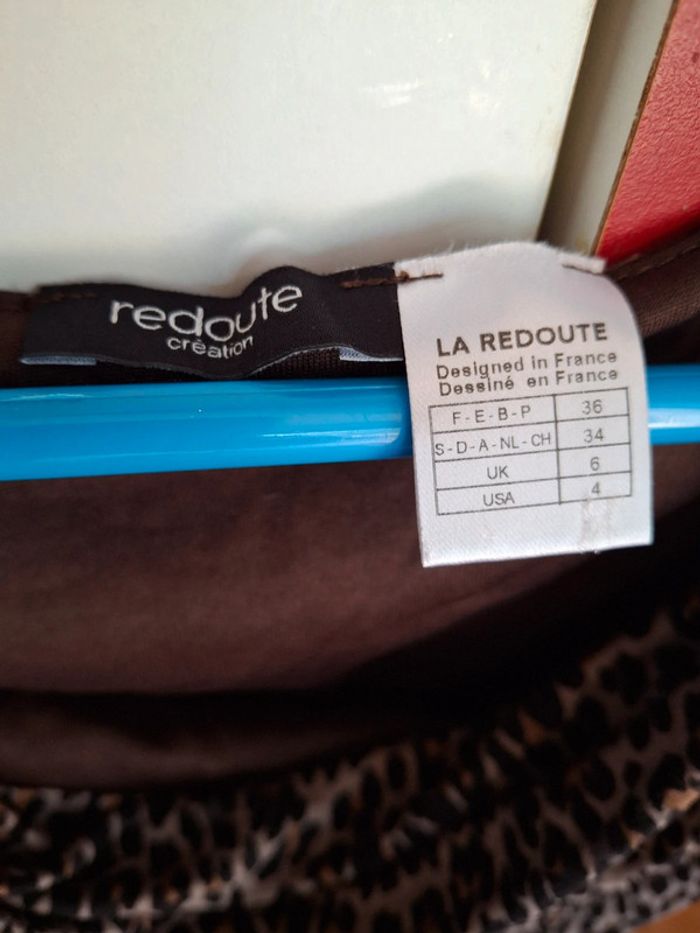 redoute
création
LA REDOUTE
Designed in France
Dessiné en France
F - E - B - P 36
S - D - A - NL - CH 34
UK 6
USA 4